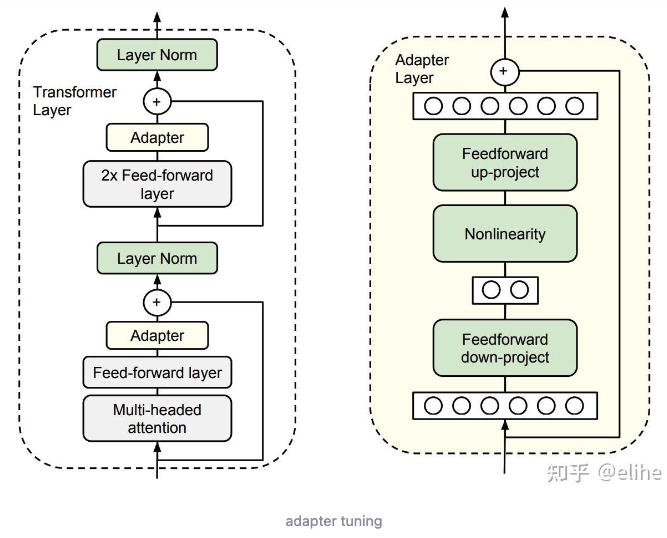 Layer Norm
Transformer
Layer
+
Adapter
2x Feed-forward
layer
Layer Norm
+
Adapter
Feed-forward layer
Multi-headed
attention
Adapter
Layer
+
Feedforward
up-project
Nonlinearity
Feedforward
down-project
知乎 @elihe
adapter tuning